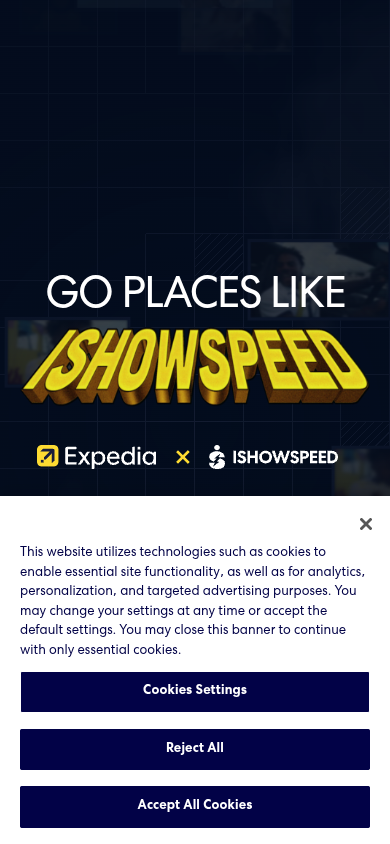 GO PLACES LIKE
ISHOWSPEED
Expedia × ISHOWSPEED
This website utilizes technologies such as cookies to
enable essential site functionality, as well as for analytics,
personalization, and targeted advertising purposes. You
may change your settings at any time or accept the
default settings. You may close this banner to continue
with only essential cookies.
Cookies Settings
Reject All
Accept All Cookies